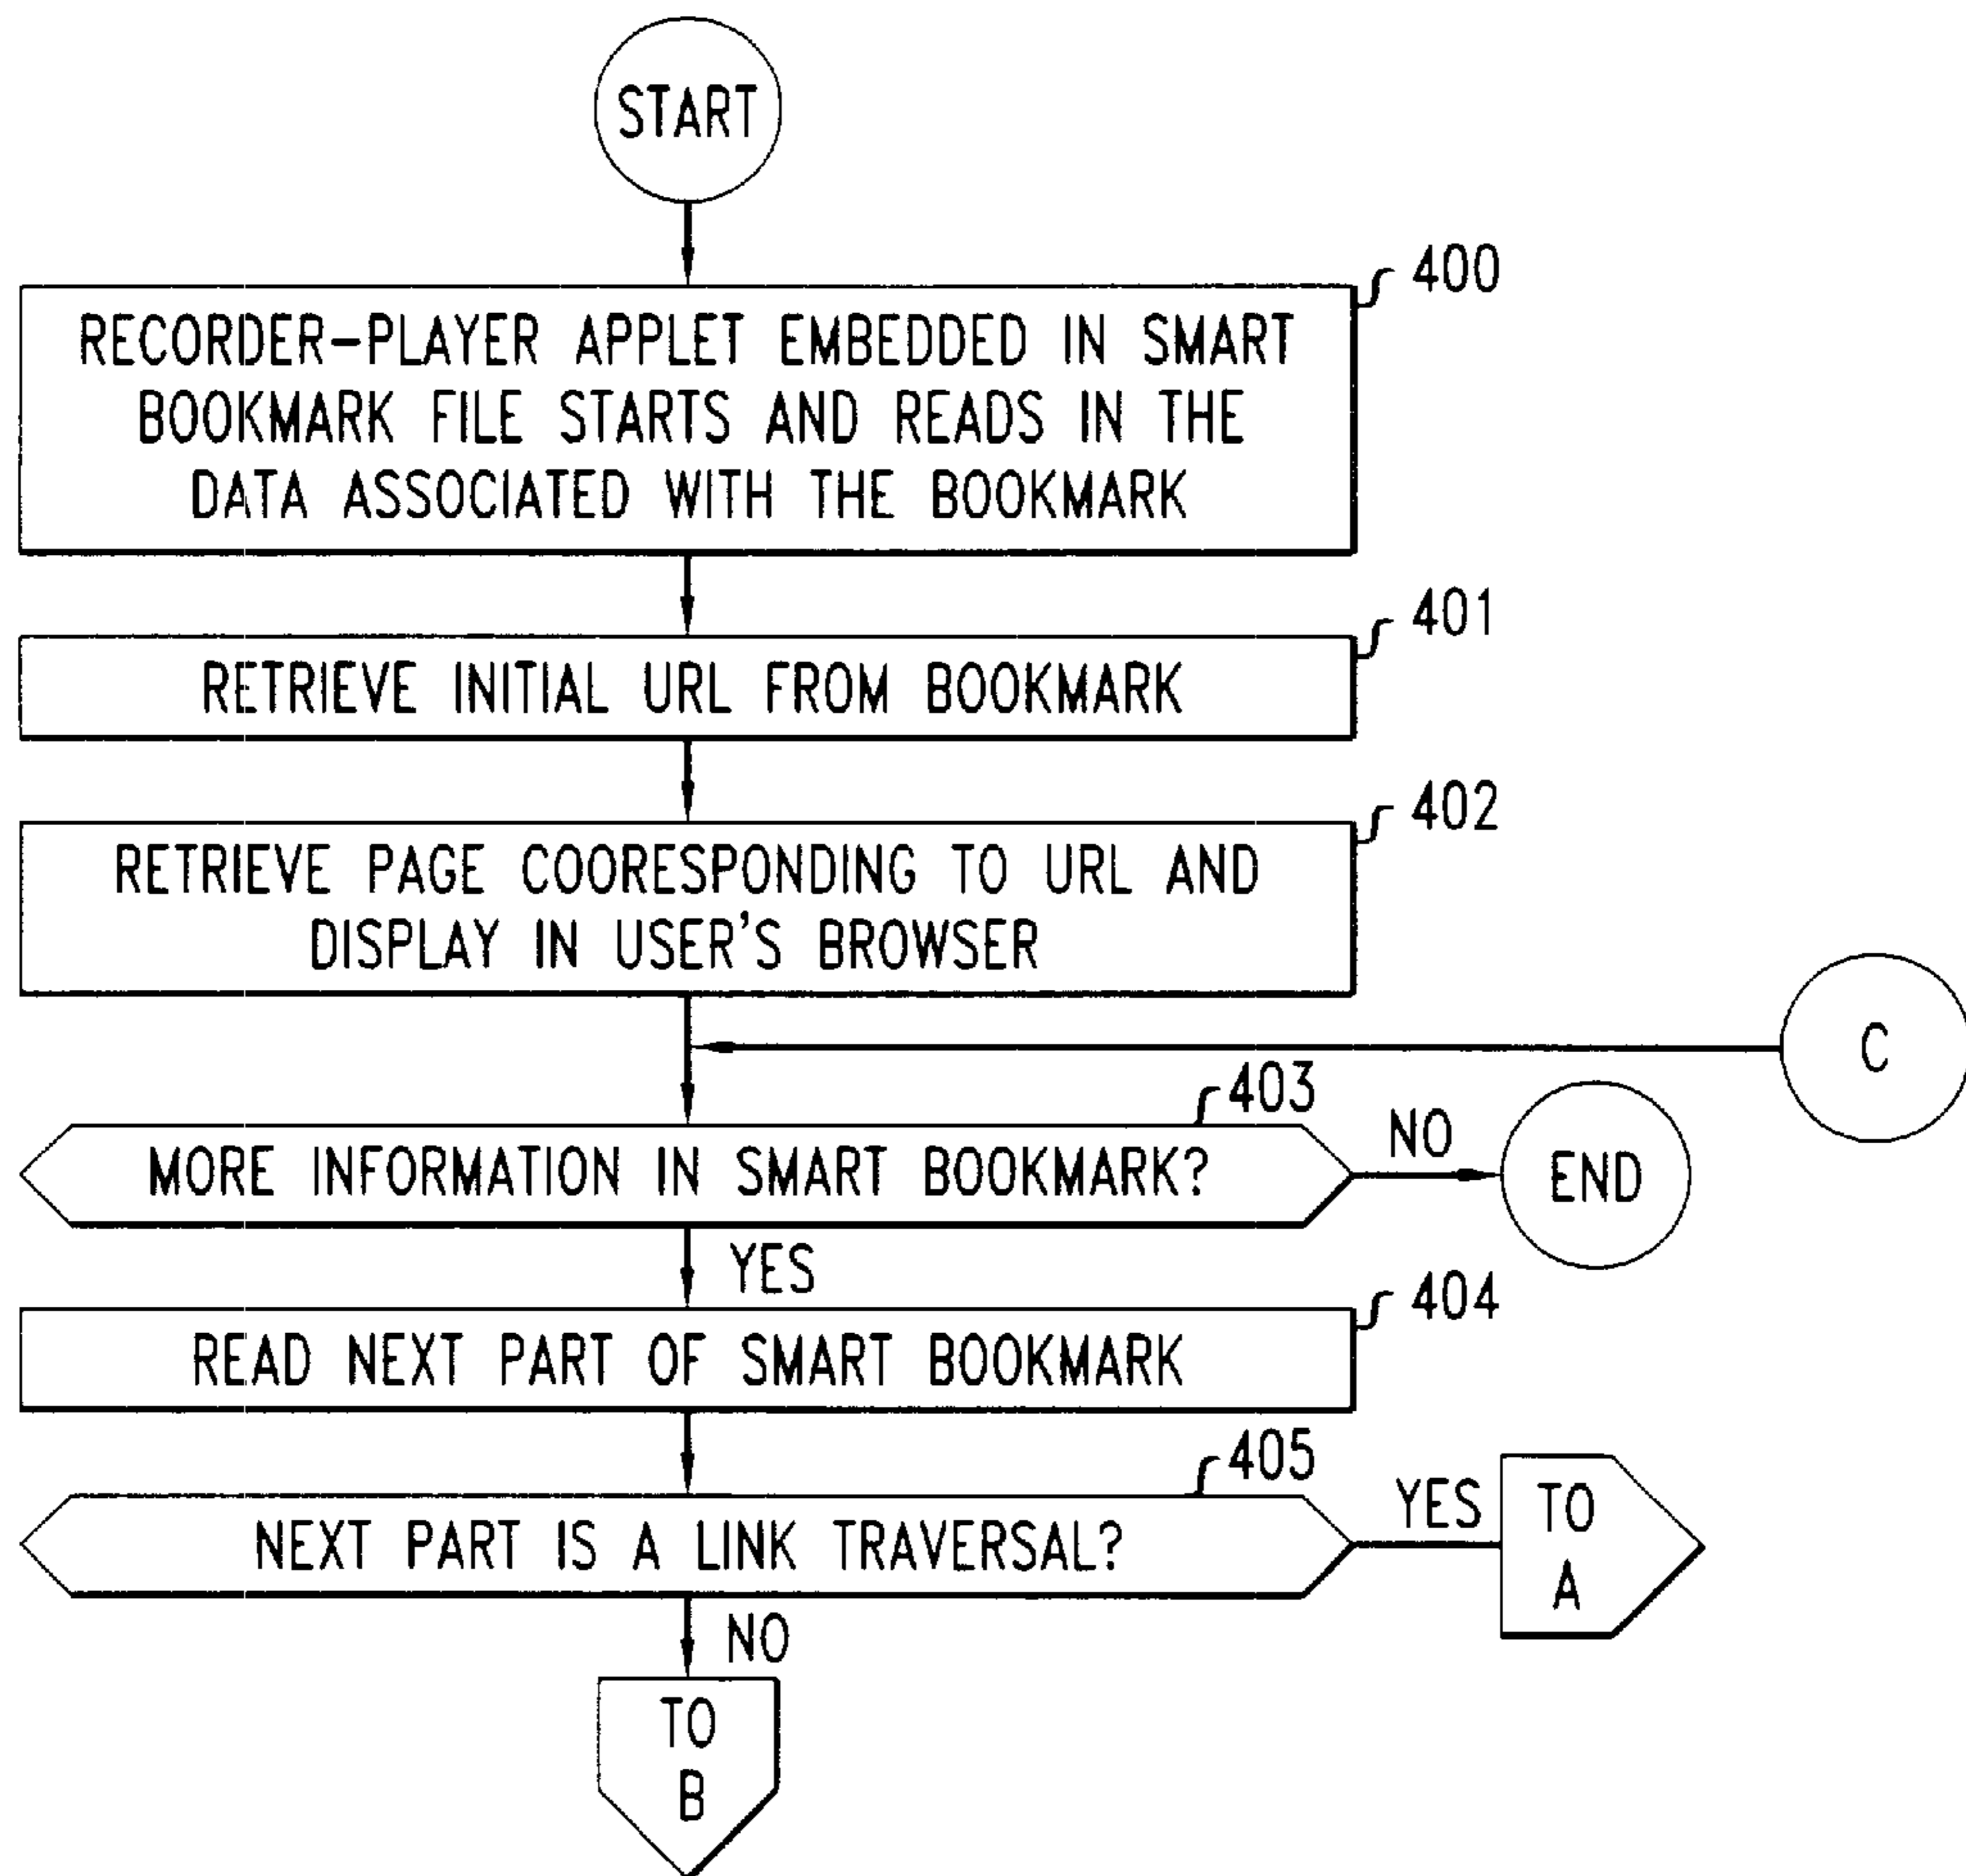 START
400
RECORDER-PLAYER APPLET EMBEDDED IN SMART
BOOKMARK FILE STARTS AND READS IN THE
DATA ASSOCIATED WITH THE BOOKMARK
401
RETRIEVE INITIAL URL FROM BOOKMARK
402
RETRIEVE PAGE COORESPONDING TO URL AND
DISPLAY IN USER'S BROWSER
C
403
MORE INFORMATION IN SMART BOOKMARK?
NO
END
YES
404
READ NEXT PART OF SMART BOOKMARK
405
NEXT PART IS A LINK TRAVERSAL?
YES
TO
A
NO
TO
B